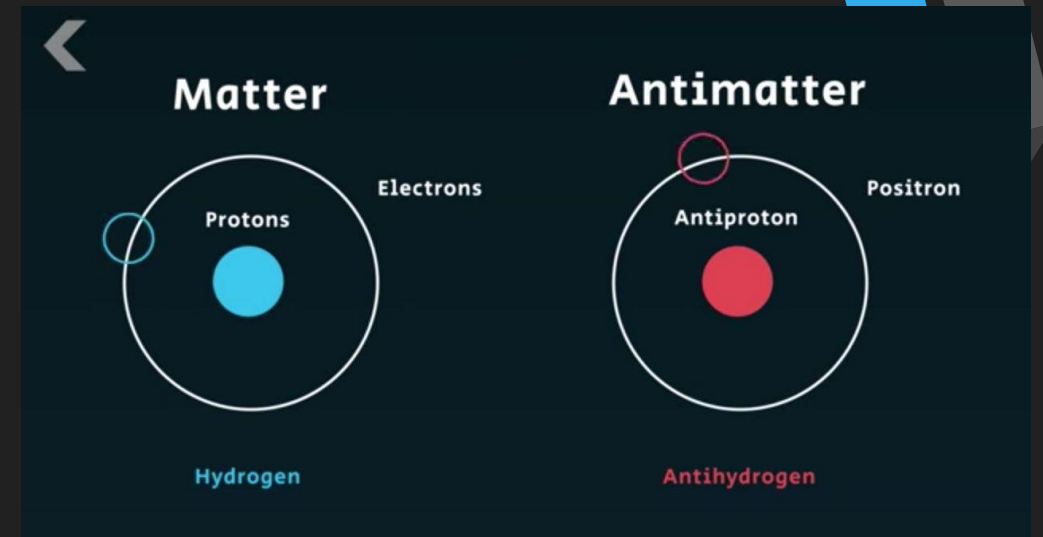 Matter
Electrons
Protons
Hydrogen
Antimatter
Positron
Antiproton
Antihydrogen